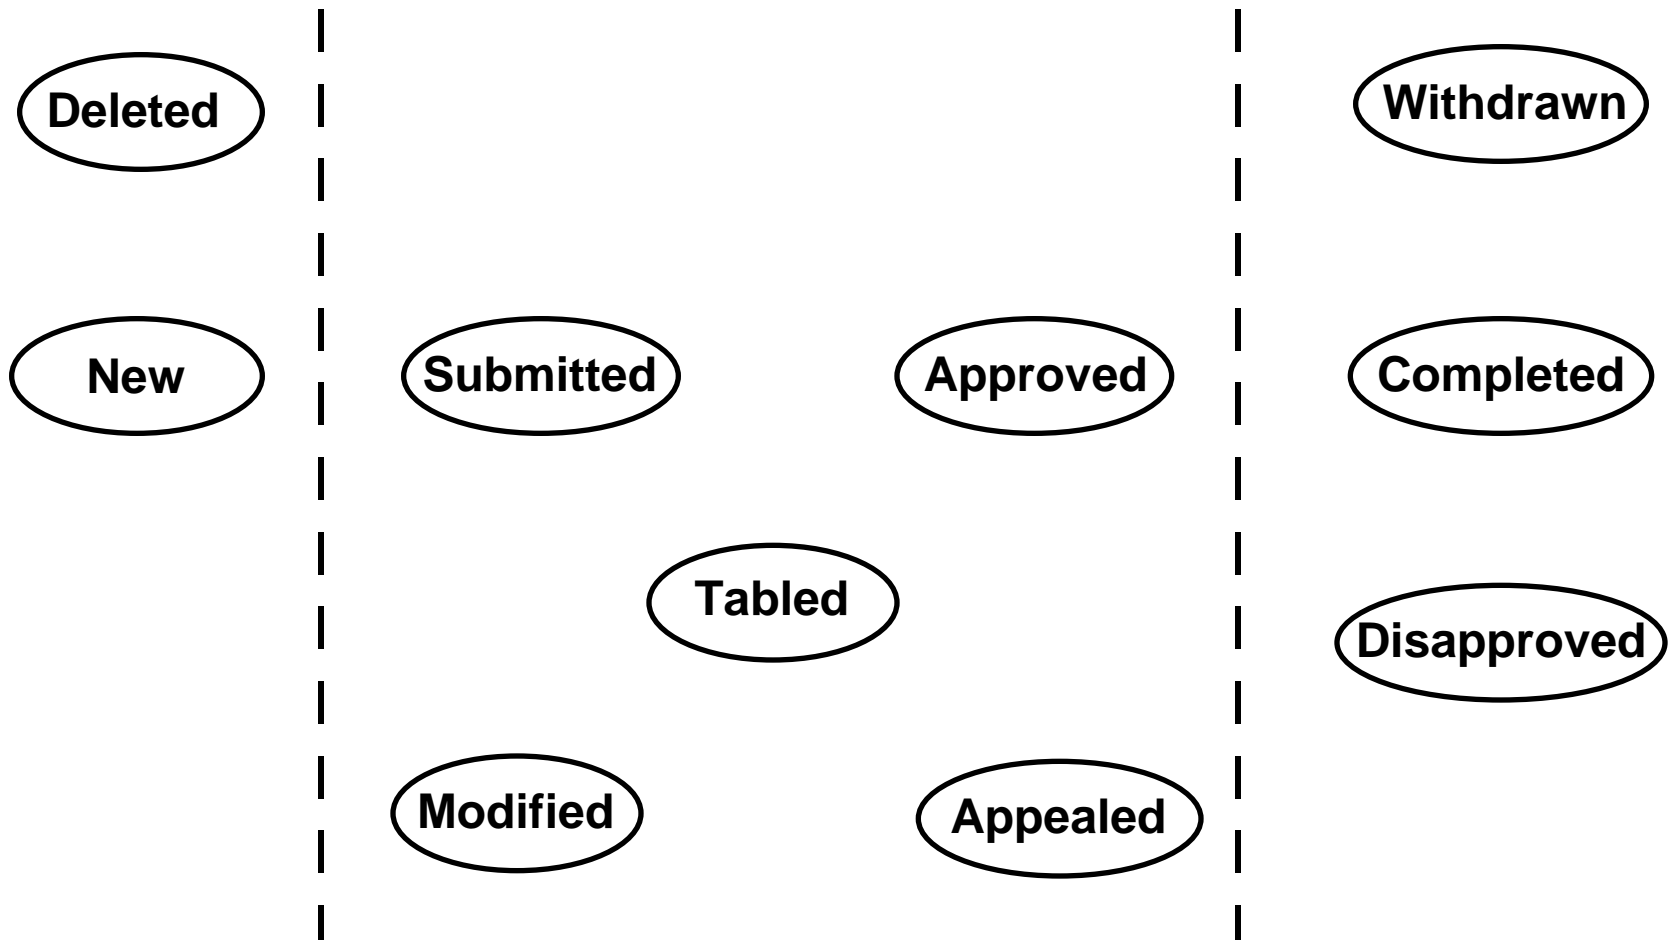 Deleted
Withdrawn
New
Submitted
Approved
Completed
Tabled
Disapproved
Modified
Appealed